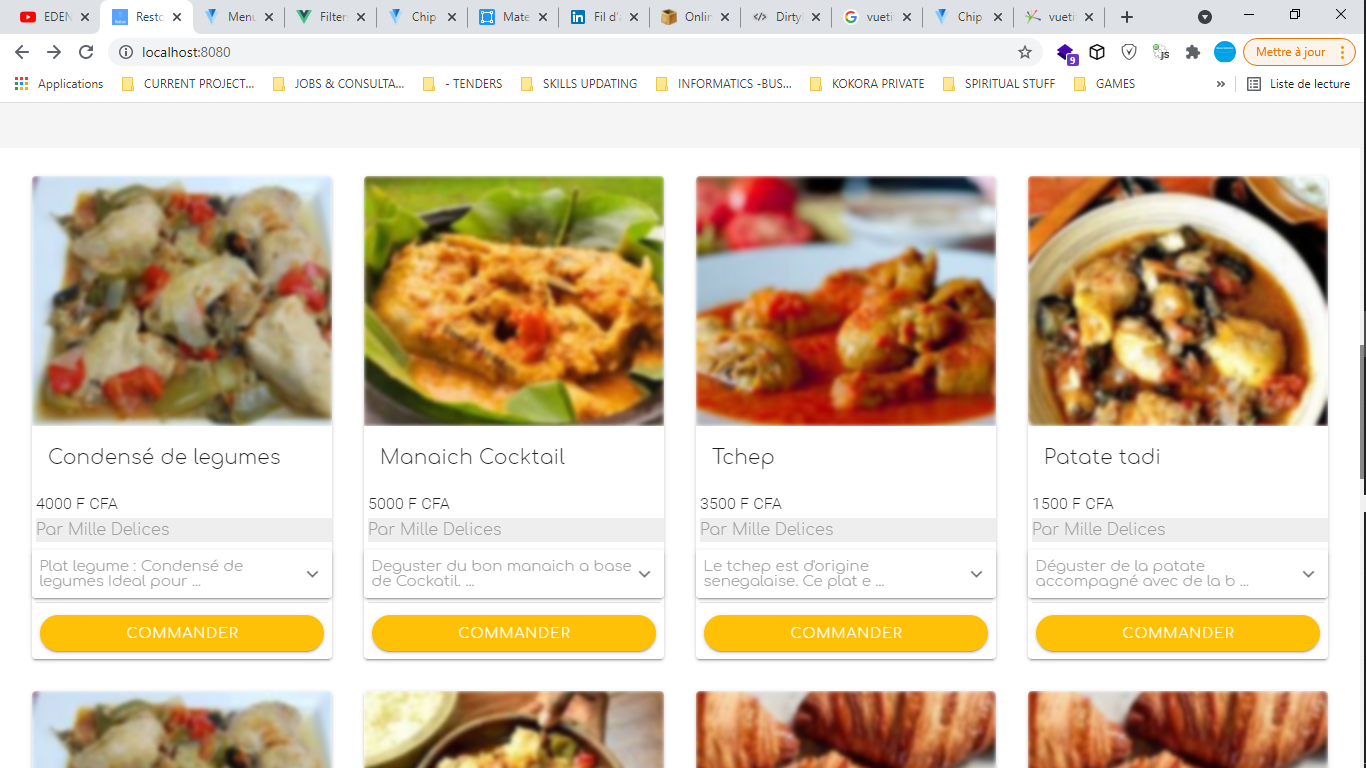 EDEN
Resto
Menu
Filter
Chip
Mate
Fil d'a
Onlin
Dirty
vueti
Chip
vueti
localhost:8080
9
JS
Mettre à jour
Applications
CURRENT PROJECT...
JOBS & CONSULTA...
- TENDERS
SKILLS UPDATING
INFORMATICS -BUS...
KOKORA PRIVATE
SPIRITUAL STUFF
GAMES
»
Liste de lecture
Condensé de legumes
4000 F CFA
Par Mille Delices
Plat legume : Condensé de
legumes Ideal pour ...
COMMANDER
Manaich Cocktail
5000 F CFA
Par Mille Delices
Deguster du bon manaich a base
de Cockatil. ...
COMMANDER
Tchep
3500 F CFA
Par Mille Delices
Le tchep est d'origine
senegalaise. Ce plat e ...
COMMANDER
Patate tadi
1500 F CFA
Par Mille Delices
Déguster de la patate
accompagné avec de la b ...
COMMANDER